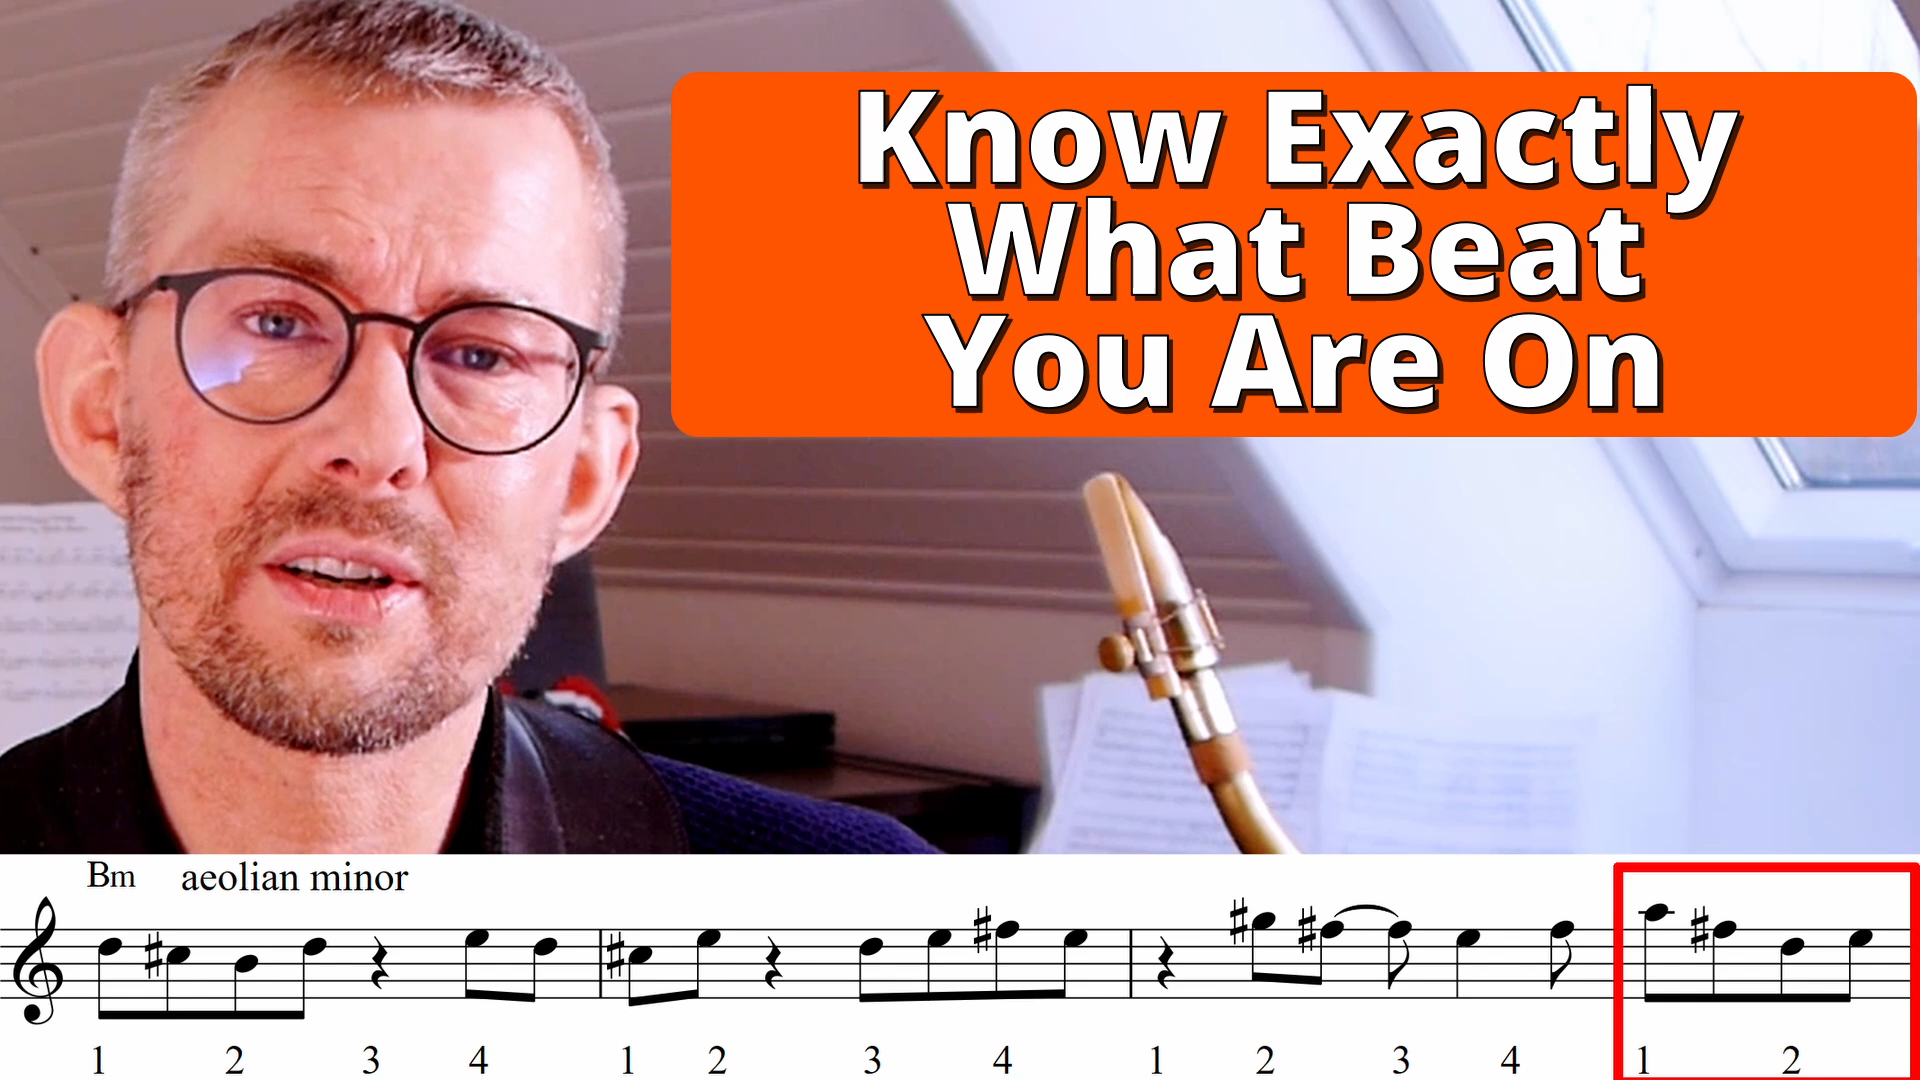 Know Exactly
What Beat
You Are On
Bm aeolian minor
1 2 3 4 1 2 3 4 1 2 3 4 1 2